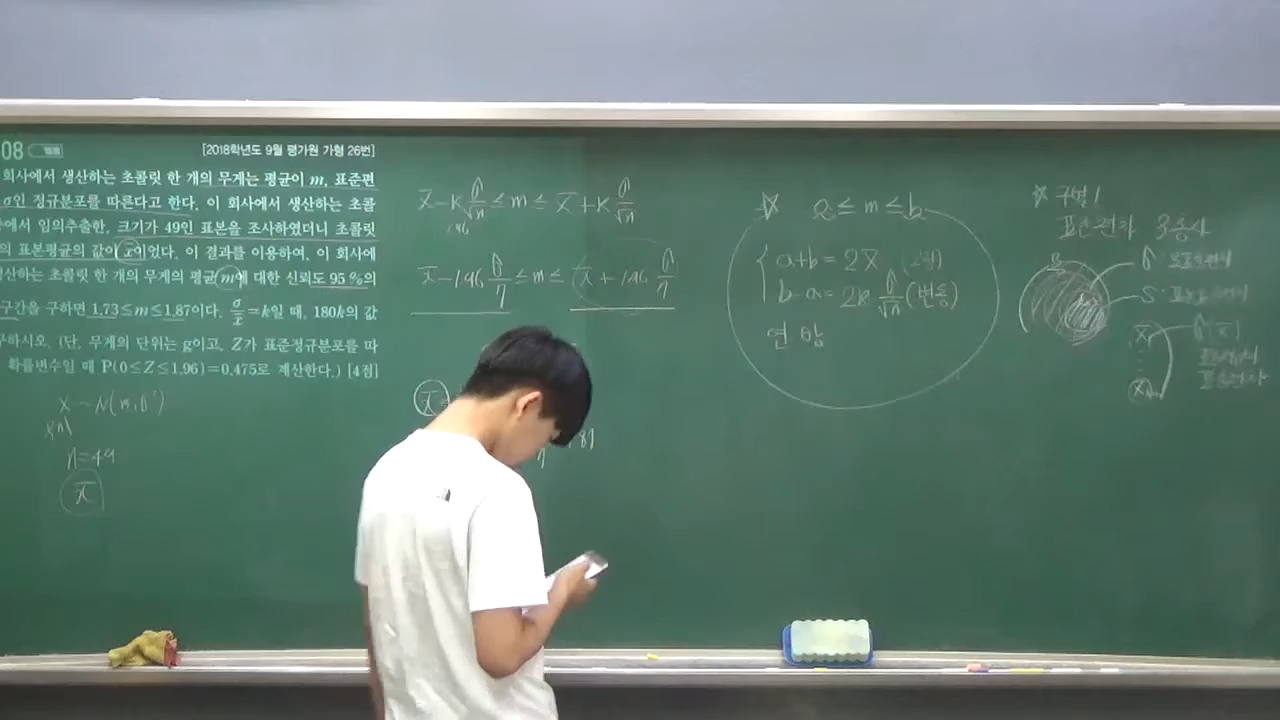 08
[2018학년도 9월 평가원 가형 26번]
회사에서 생산하는 초콜릿 한 개의 무게는 평균이 m, 표준편
σ인 정규분포를 따른다고 한다. 이 회사에서 생산하는 초콜
에서 임의추출한, 크기가 49인 표본을 조사하였더니 초콜릿
의 표본평균의 값이 x̄이었다. 이 결과를 이용하여, 이 회사에
산하는 초콜릿 한 개의 무게의 평균 m에 대한 신뢰도 95 %의
구간을 구하면 1.73≤m≤1.87이다. σ/x̄=k일 때, 180k의 값
구하시오. (단, 무게의 단위는 g이고, Z가 표준정규분포를 따
확률변수일 때 P(0≤Z≤1.96)=0.475로 계산한다.) [4점]
X ~ N(m, σ²)
n=49
x̄
x̄-K σ/√n ≤ m ≤ x̄+K σ/√n
1.96
x̄-1.96 σ/7 ≤ m ≤ x̄+1.96 σ/7
x̄
a ≤ m ≤ b
a+b = 2x̄
b-a = 2k σ/√n (변동)
연 망
구별!
표준편차 3총사
σ: 모표준편차
S: 표본표준편차
σ(x̄)
표본평균의
표준편차